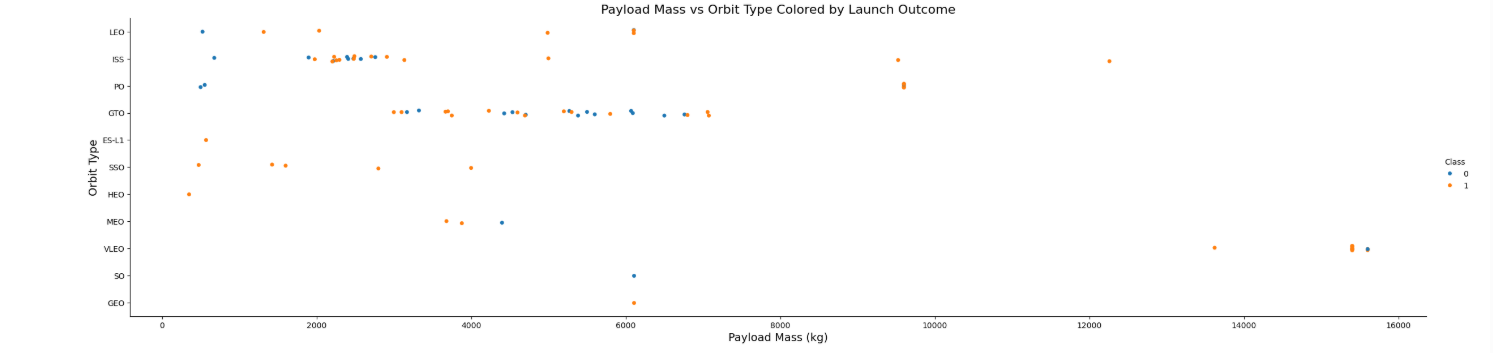 Payload Mass vs Orbit Type Colored by Launch Outcome
LEO
ISS
PO
GTO
ES-L1
SSO
HEO
MEO
VLEO
SO
GEO
Orbit Type
0 2000 4000 6000 8000 10000 12000 14000 16000
Payload Mass (kg)
Class
0
1